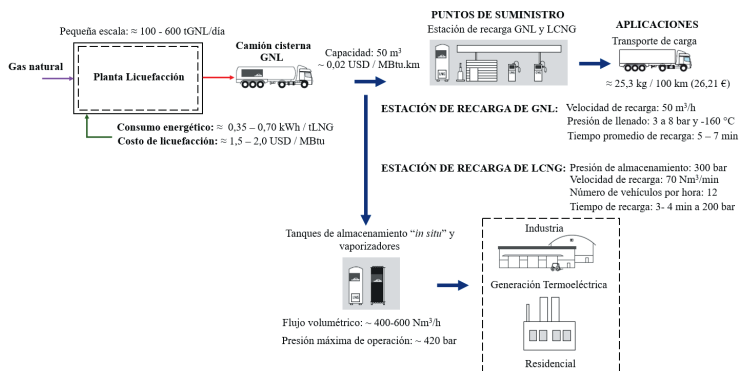 Pequeña escala: ≈ 100 - 600 tGNL/día
Gas natural
Planta Licuefacción
Consumo energético: ≈ 0,35 – 0,70 kWh / tLNG
Costo de licuefacción: ≈ 1,5 – 2,0 USD / MBtu
Camión cisterna
GNL
Capacidad: 50 m³
~ 0,02 USD / MBtu.km
PUNTOS DE SUMINISTRO
Estación de recarga GNL y LCNG
APLICACIONES
Transporte de carga
≈ 25,3 kg / 100 km (26,21 €)
ESTACIÓN DE RECARGA DE GNL: Velocidad de recarga: 50 m³/h
Presión de llenado: 3 a 8 bar y -160 °C
Tiempo promedio de recarga: 5 – 7 min
ESTACIÓN DE RECARGA DE LCNG: Presión de almacenamiento: 300 bar
Velocidad de recarga: 70 Nm³/min
Número de vehículos por hora: 12
Tiempo de recarga: 3- 4 min a 200 bar
Tanques de almacenamiento “in situ” y
vaporizadores
Flujo volumétrico: ~ 400-600 Nm³/h
Presión máxima de operación: ~ 420 bar
Industria
Generación Termoeléctrica
Residencial